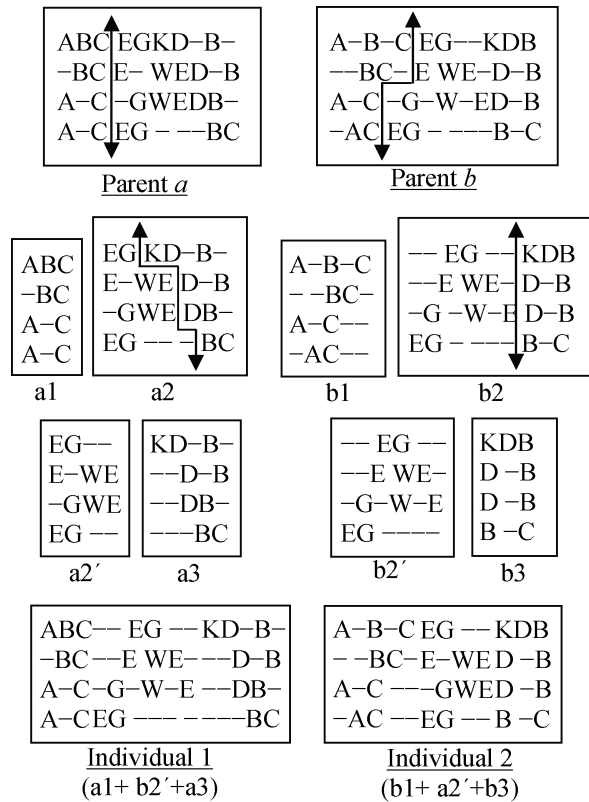 ABC EGKD–B–
–BC E– WED–B
A–C –GWEDB–
A–C EG – ––BC
Parent a
A–B–C EG––KDB
––BC–E WE–D–B
A–C –G–W–ED–B
–AC EG – – ––B–C
Parent b
ABC
–BC
A–C
A–C
a1
EG KD–B–
E–WE D–B
–GWE DB–
EG –– –BC
a2
A–B–C
– –BC–
A–C––
–AC––
b1
–– EG –– KDB
––E WE– D–B
–G –W–E D–B
EG –– –– B–C
b2
EG––
E–WE
–GWE
EG ––
a2´
KD–B–
––D–B
––DB–
–––BC
a3
–– EG ––
––E WE–
–G–W–E
EG ––––
b2´
KDB
D –B
D –B
B –C
b3
ABC–– EG ––KD–B–
–BC––E WE–––D–B
A–C–G–W–E ––DB–
A–CEG ––– –– –– BC
Individual 1
(a1+ b2´+a3)
A–B–C EG––KDB
– –BC–E–WED –B
A–C ––GWED –B
–AC ––EG––B –C
Individual 2
(b1+ a2´+b3)